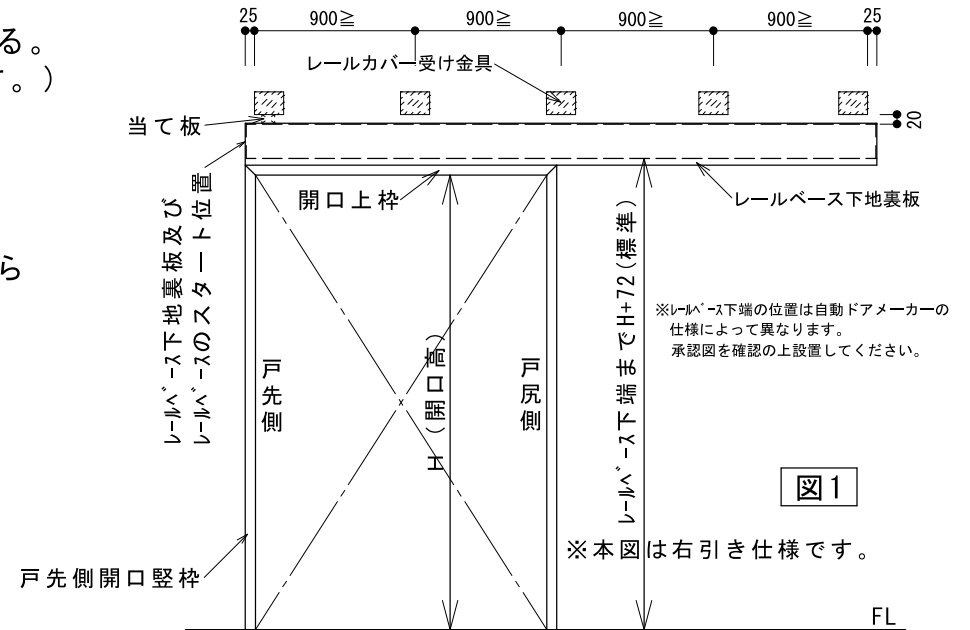 る。
す。）
ら
25 900≧ 900≧ 900≧ 900≧ 25
レールカバー受け金具
当て板
20
開口上枠
レールベース下地裏板
レールベース下地裏板及び
レールベースのスタート位置
レールベース下端までH+72(標準)
※レールベース下端の位置は自動ドアメーカーの
仕様によって異なります。
承認図を確認の上設置してください。
戸先側
H（開口高）
戸尻側
図1
※本図は右引き仕様です。
戸先側開口竪枠
FL